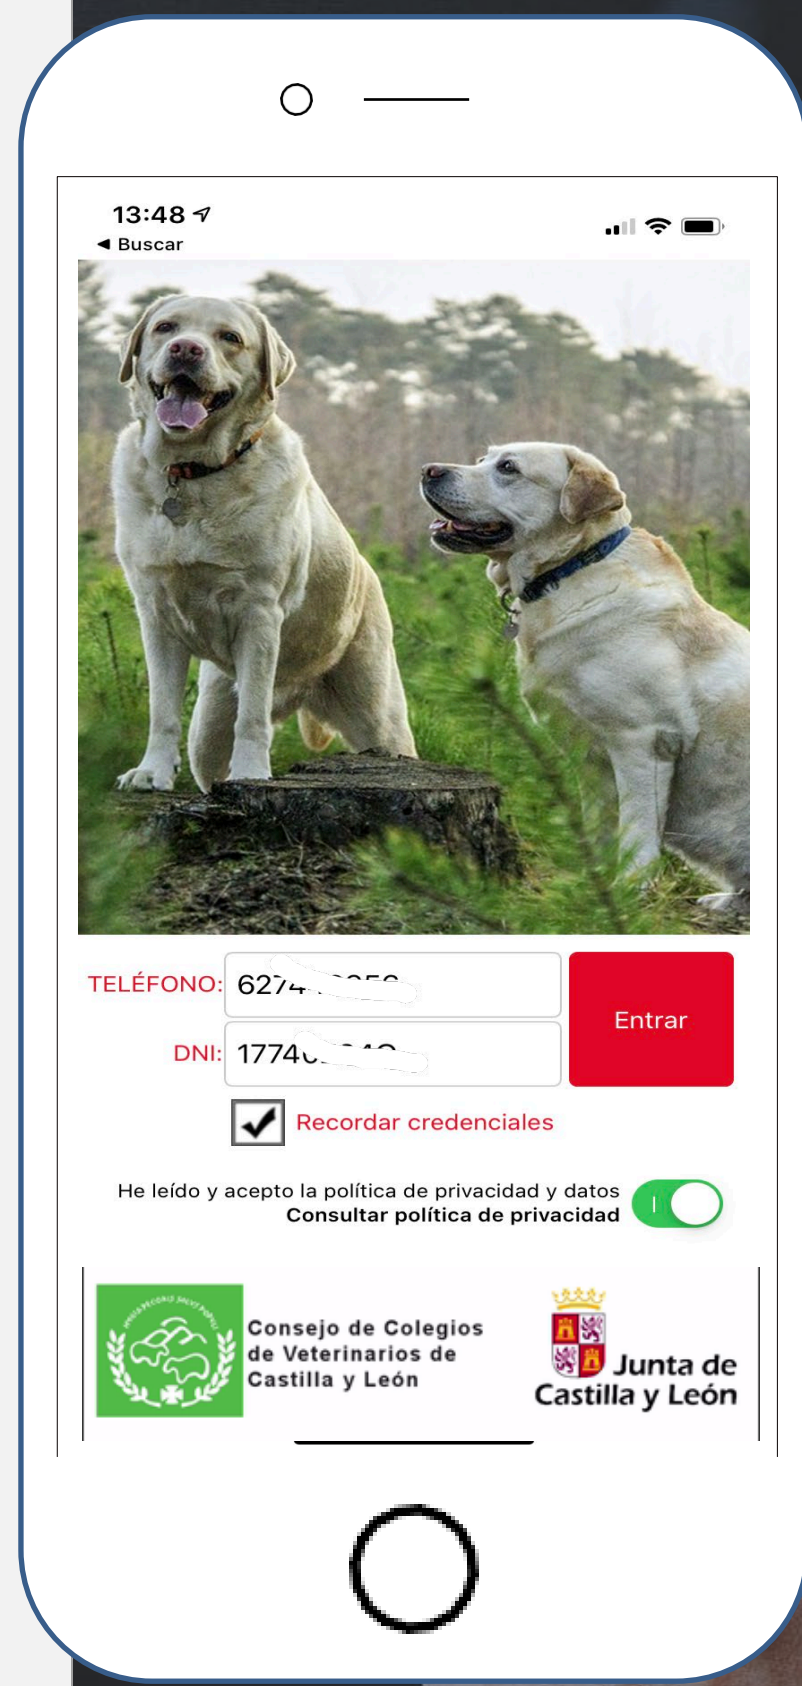 13:48
◀ Buscar
TELÉFONO:
Entrar
DNI:
Recordar credenciales
He leído y acepto la política de privacidad y datos
Consultar política de privacidad
Consejo de Colegios
de Veterinarios de
Castilla y León
Junta de
Castilla y León